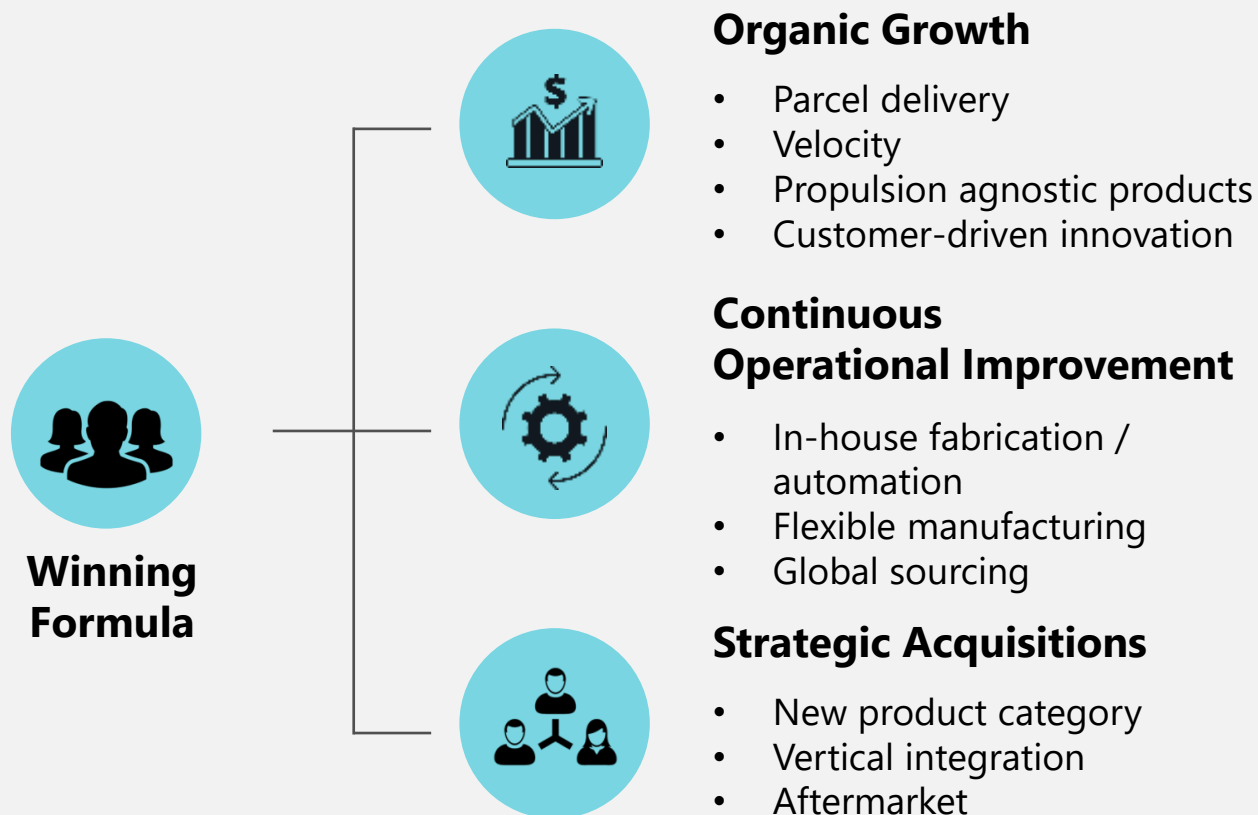 Organic Growth
• Parcel delivery
• Velocity
• Propulsion agnostic products
• Customer-driven innovation
Continuous
Operational Improvement
• In-house fabrication /
automation
• Flexible manufacturing
• Global sourcing
Winning
Formula
Strategic Acquisitions
• New product category
• Vertical integration
• Aftermarket
$